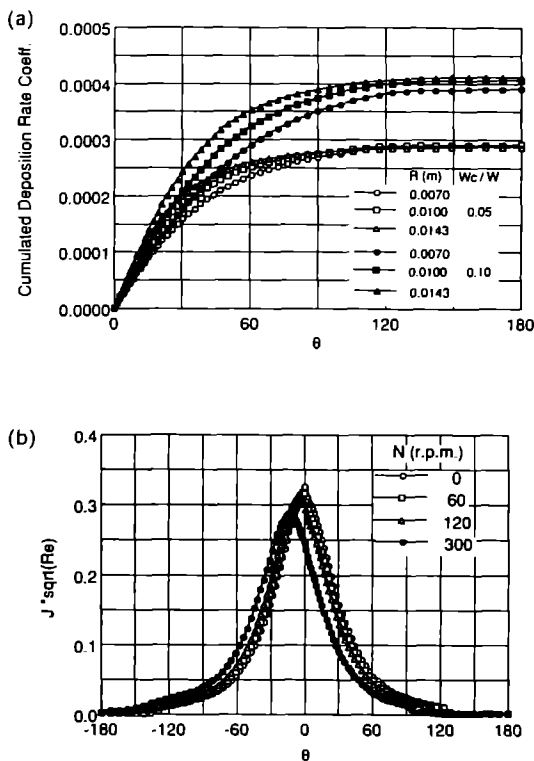 (a)
Cumulated Deposition Rate Coeff.
0.0005
0.0004
0.0003
0.0002
0.0001
0.0000
0 60 120 180
θ
R (m) Wc / W
0.0070
0.0100 0.05
0.0143
0.0070
0.0100 0.10
0.0143
(b)
J *sqrt(Re)
0.4
0.3
0.2
0.1
0.0
-180 -120 -60 0 60 120 180
θ
N (r.p.m.)
0
60
120
300